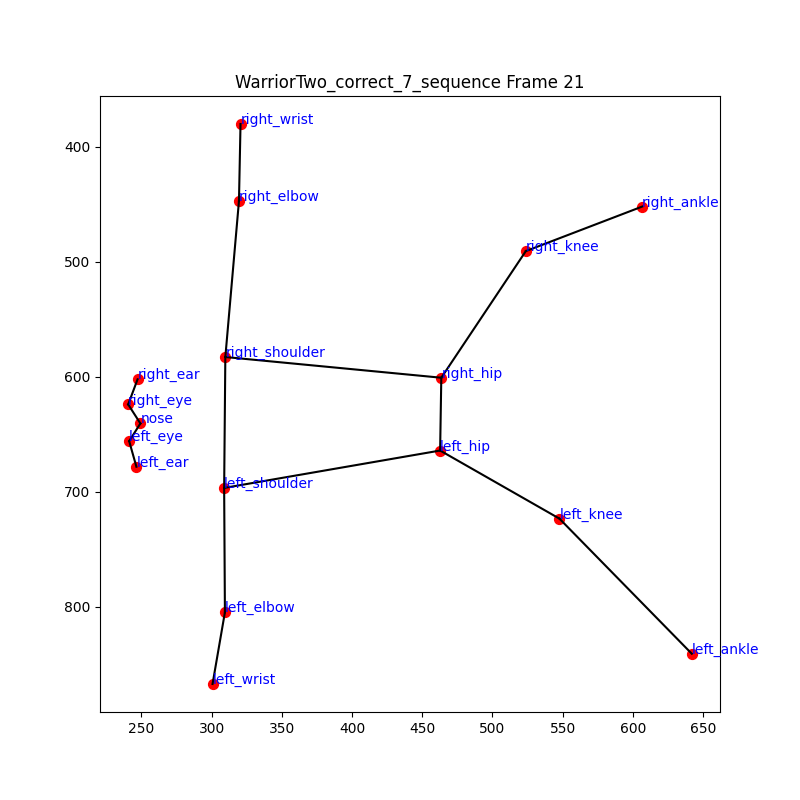 WarriorTwo_correct_7_sequence Frame 21
right_wrist
400
right_elbow
right_ankle
right_knee
500
right_shoulder
right_hip
right_ear
600
right_eye
nose
left_eye
left_hip
left_ear
left_shoulder
700
left_knee
left_elbow
800
left_ankle
left_wrist
250 300 350 400 450 500 550 600 650